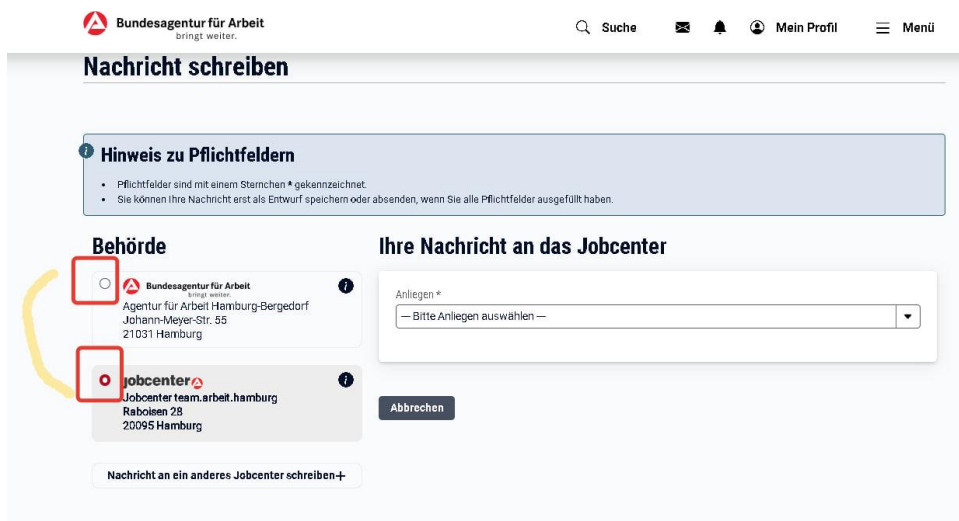 Bundesagentur für Arbeit
bringt weiter.
Suche
Mein Profil
Menü
Nachricht schreiben
Hinweis zu Pflichtfeldern
• Pflichtfelder sind mit einem Sternchen * gekennzeichnet.
• Sie können Ihre Nachricht erst als Entwurf speichern oder absenden, wenn Sie alle Pflichtfelder ausgefüllt haben.
Behörde
Bundesagentur für Arbeit
bringt weiter.
Agentur für Arbeit Hamburg-Bergedorf
Johann-Meyer-Str. 55
21031 Hamburg
jobcenter
Jobcenter team.arbeit.hamburg
Raboisen 28
20095 Hamburg
Nachricht an ein anderes Jobcenter schreiben+
Ihre Nachricht an das Jobcenter
Anliegen *
— Bitte Anliegen auswählen —
Abbrechen